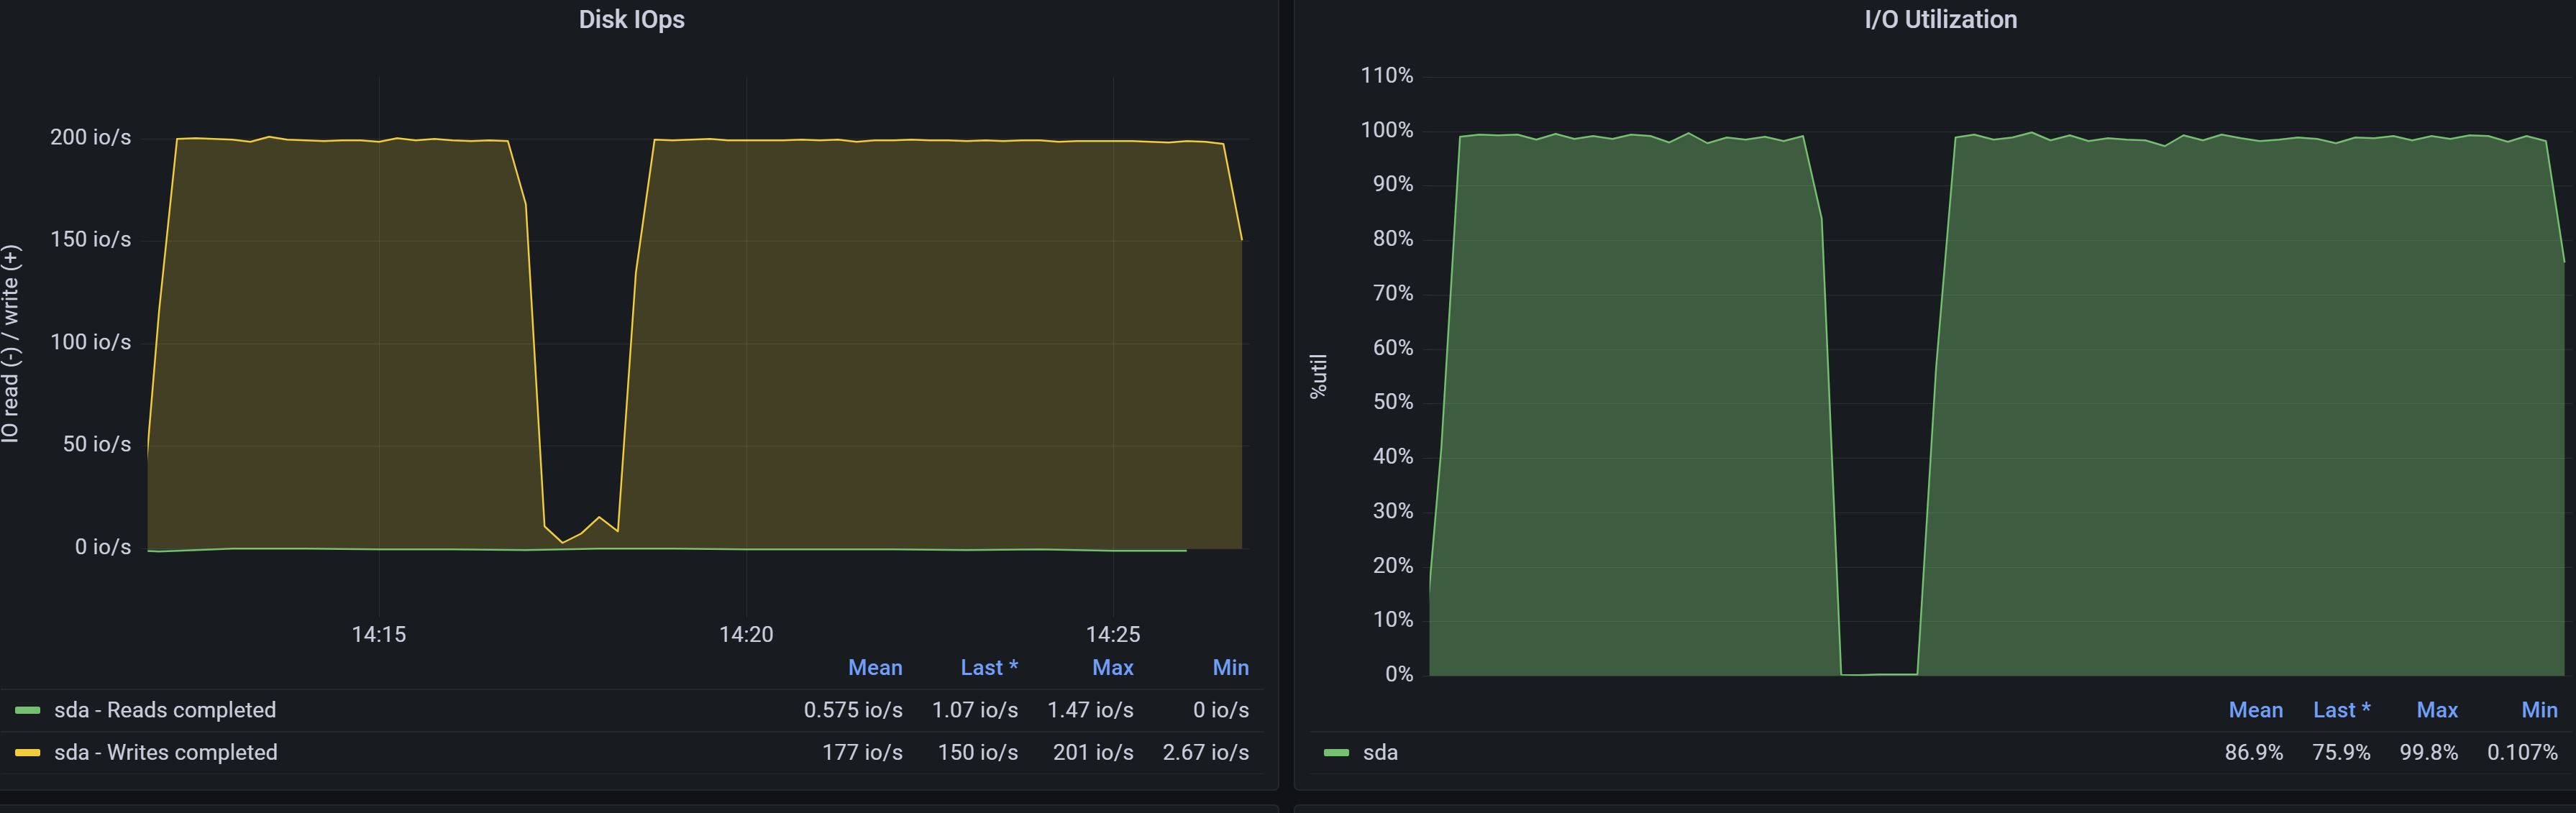 Disk IOps
IO read (-) / write (+)
200 io/s
150 io/s
100 io/s
50 io/s
0 io/s
14:15 14:20 14:25
Mean Last * Max Min
sda - Reads completed 0.575 io/s 1.07 io/s 1.47 io/s 0 io/s
sda - Writes completed 177 io/s 150 io/s 201 io/s 2.67 io/s
I/O Utilization
%util
110%
100%
90%
80%
70%
60%
50%
40%
30%
20%
10%
0%
Mean Last * Max Min
sda 86.9% 75.9% 99.8% 0.107%